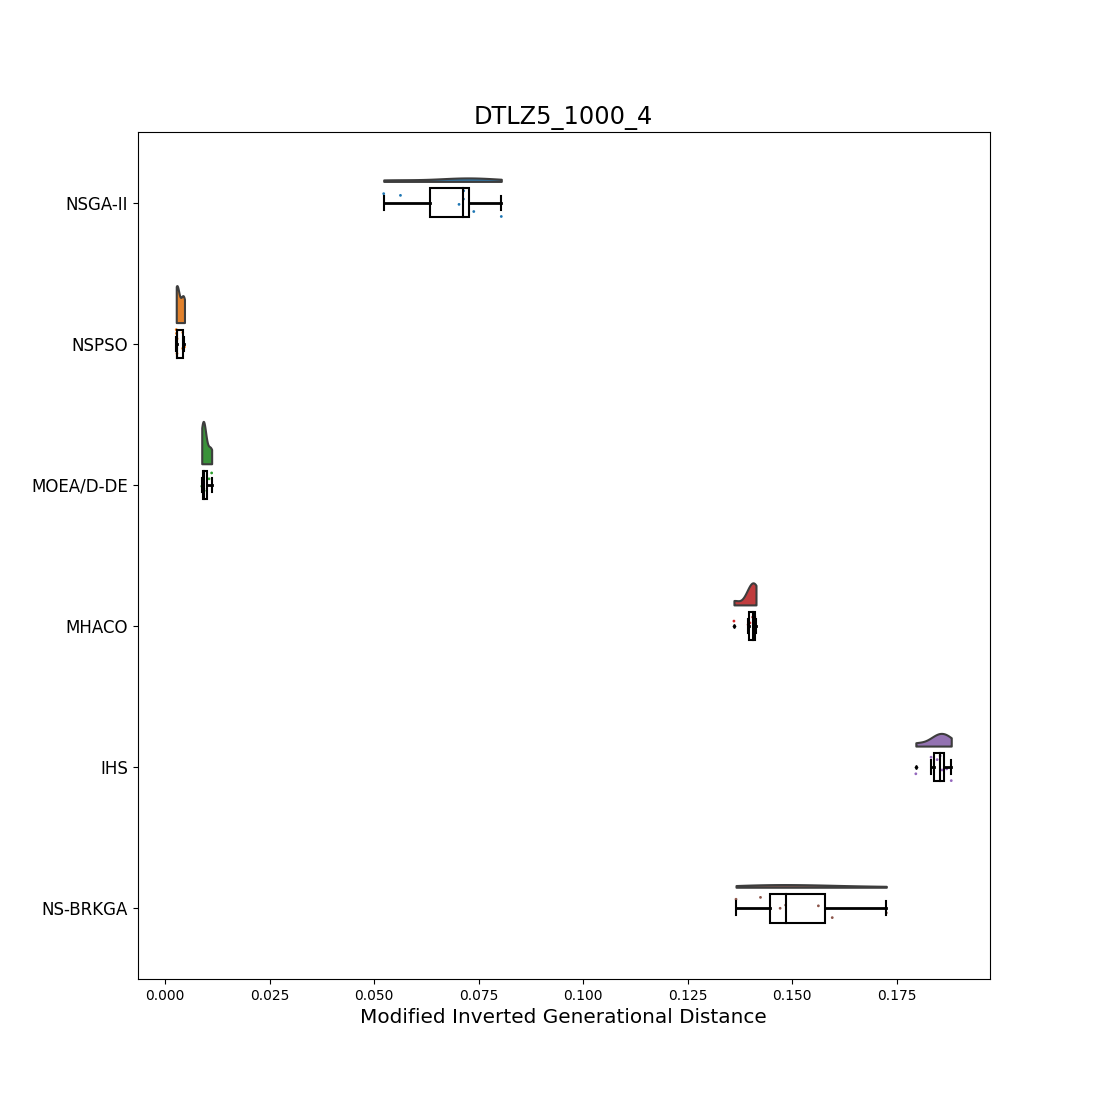 DTLZ5_1000_4
NSGA-II
NSPSO
MOEA/D-DE
MHACO
IHS
NS-BRKGA
0.000 0.025 0.050 0.075 0.100 0.125 0.150 0.175
Modified Inverted Generational Distance